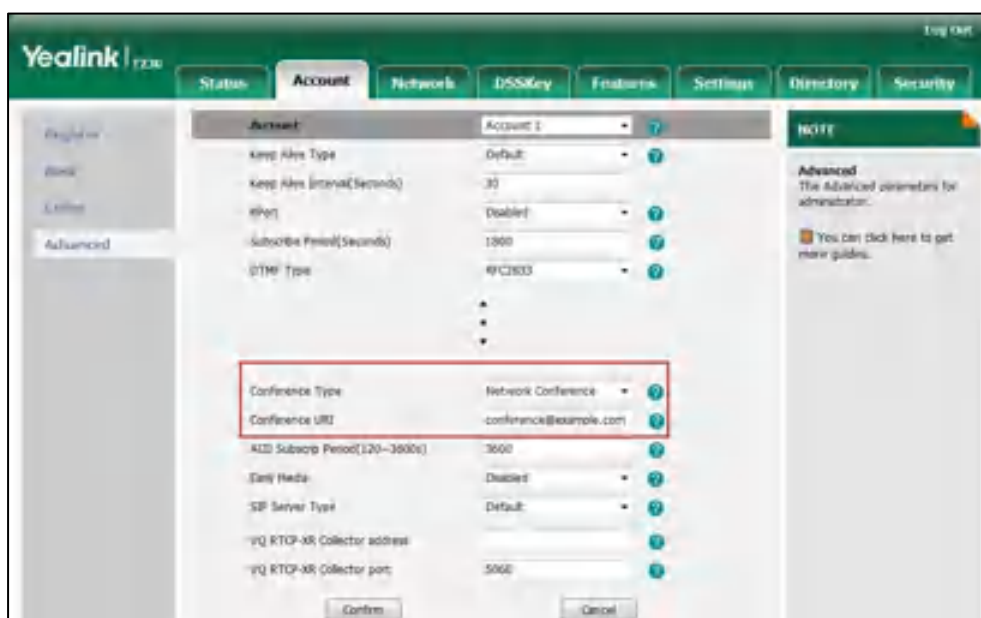 Log Out
Yealink
Status Account Network DSSKey Features Settings Directory Security
Register
Basic
Codec
Advanced
Account Account 1
Keep Alive Type Default
Keep Alive Interval(Seconds) 30
RPort Disabled
Subscribe Period(Seconds) 1800
DTMF Type RFC2833
Conference Type Network Conference
Conference URI conference@example.com
ACD Subscrip Period(120~3600s) 3600
Early Media Disabled
SIP Server Type Default
VQ RTCP-XR Collector address
VQ RTCP-XR Collector port 5060
Confirm Cancel
NOTE
Advanced
The Advanced parameters for
administrator.
You can click here to get
more guides.